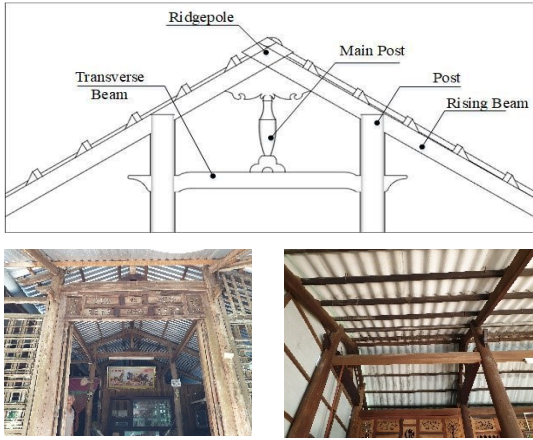 Ridgepole
Main Post
Transverse
Beam
Post
Rising Beam